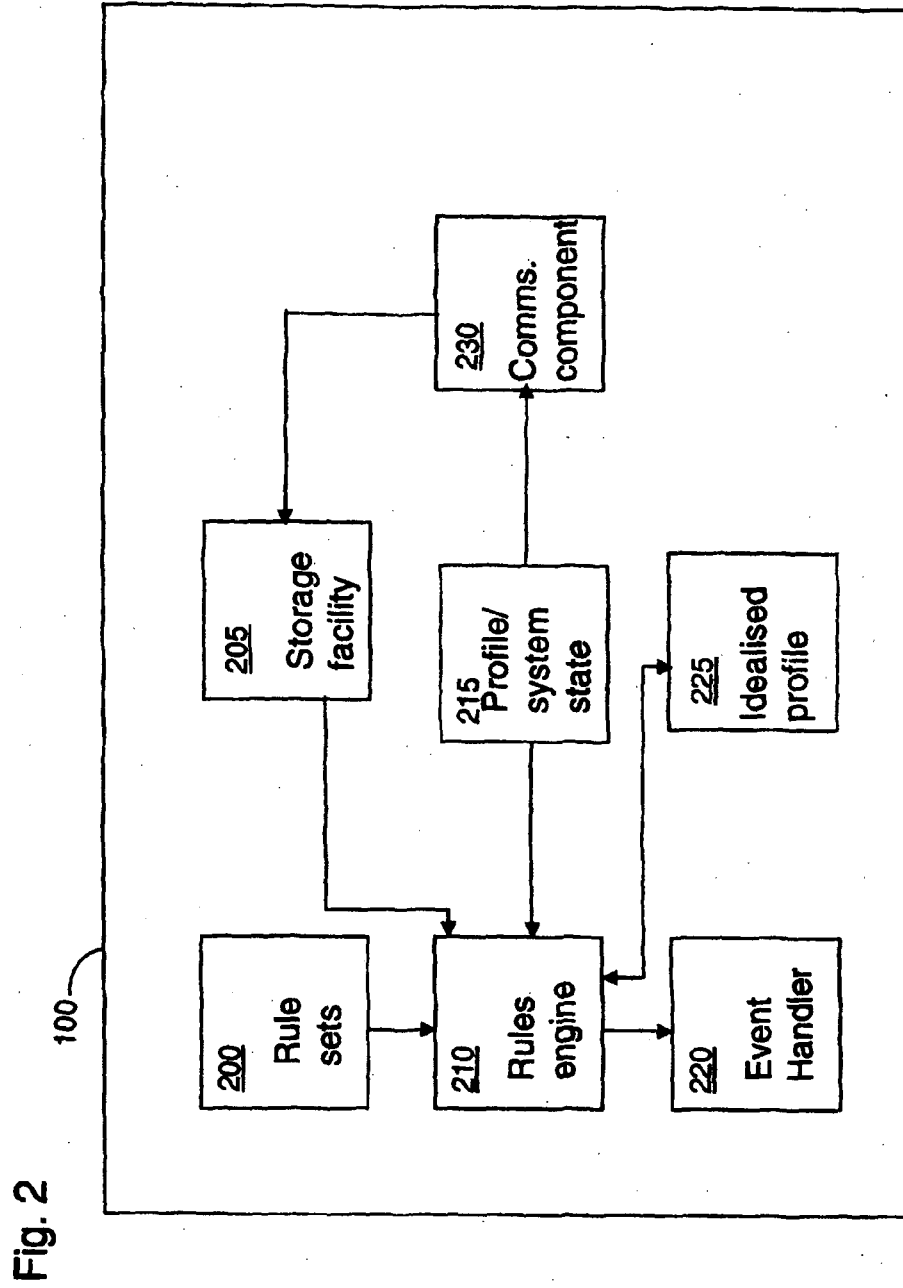 Fig. 2
100
200
Rule
sets
205
Storage
facility
210
Rules
engine
215 Profile/
system
state
230
Comms.
component
220
Event
Handler
225
Idealised
profile